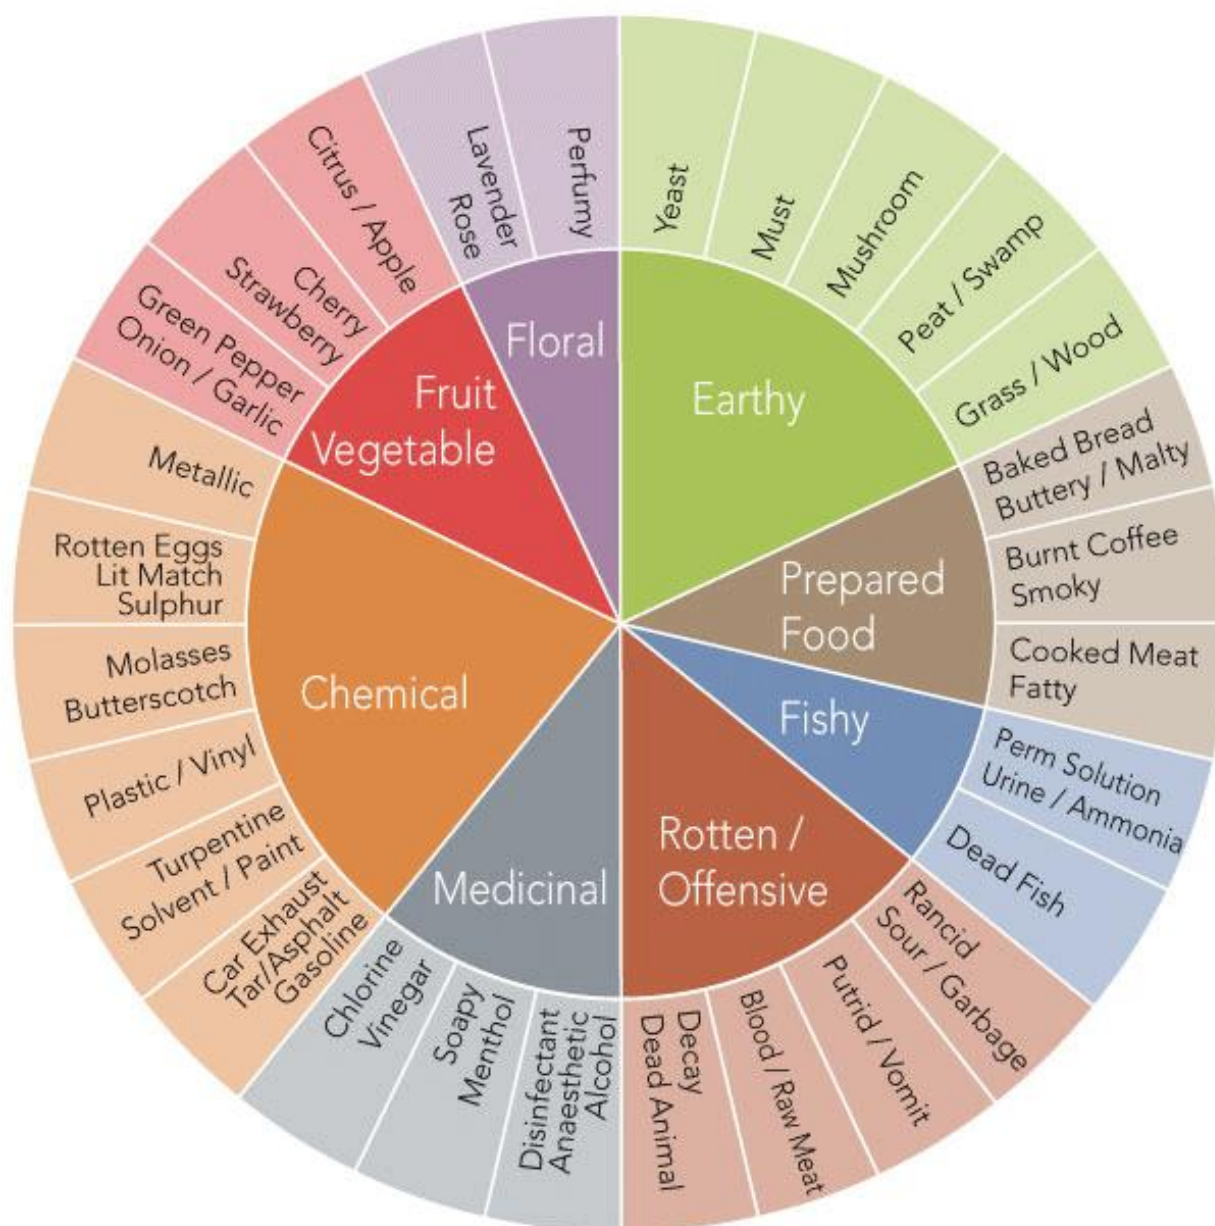 Floral
Earthy
Prepared
Food
Fishy
Rotten /
Offensive
Medicinal
Chemical
Fruit
Vegetable
Yeast
Must
Mushroom
Peat / Swamp
Grass / Wood
Baked Bread
Buttery / Malty
Burnt Coffee
Smoky
Cooked Meat
Fatty
Perm Solution
Urine / Ammonia
Dead Fish
Rancid
Sour / Garbage
Putrid / Vomit
Blood / Raw Meat
Decay
Dead Animal
Disinfectant
Anaesthetic
Alcohol
Soapy
Menthol
Chlorine
Vinegar
Car Exhaust
Tar/Asphalt
Gasoline
Turpentine
Solvent / Paint
Plastic / Vinyl
Molasses
Butterscotch
Rotten Eggs
Lit Match
Sulphur
Metallic
Green Pepper
Onion / Garlic
Cherry
Strawberry
Citrus / Apple
Lavender
Rose
Perfumy